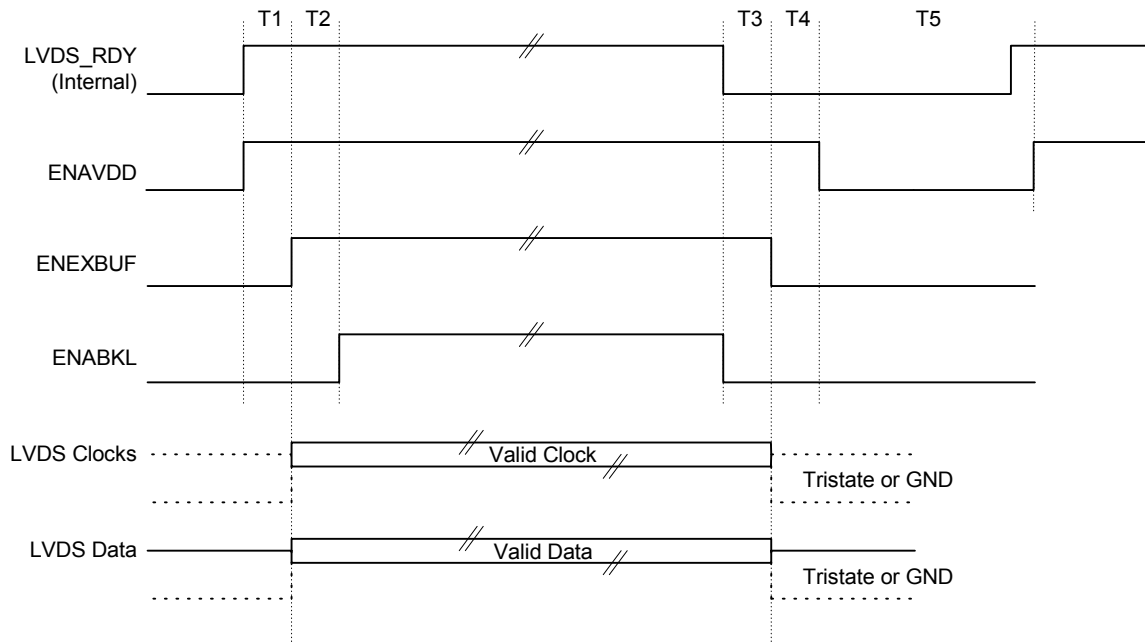 T1 T2 T3 T4 T5
LVDS_RDY
(Internal)
ENAVDD
ENEXBUF
ENABKL
LVDS Clocks
Valid Clock
Tristate or GND
LVDS Data
Valid Data
Tristate or GND